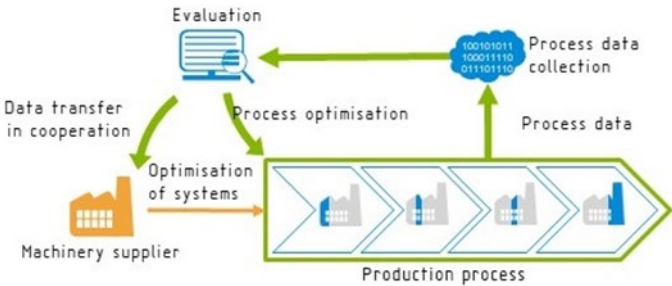 Evaluation
100101011
100011110
011101110
Process data
collection
Data transfer
in cooperation
Process optimisation
Process data
Optimisation
of systems
Machinery supplier
Production process